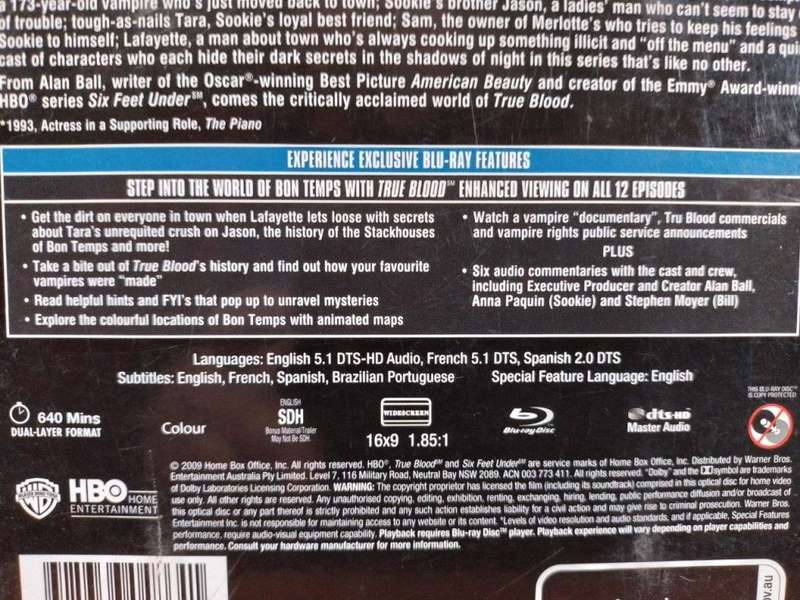 a 173-year-old vampire who's just moved back to town; Sookie's brother Jason, a ladies' man who can't seem to stay
of trouble; tough-as-nails Tara, Sookie's loyal best friend; Sam, the owner of Merlotte's who tries to keep his feelings
Sookie to himself; Lafayette, a man about town who's always cooking up something illicit and "off the menu" and a
cast of characters who each hide their dark secrets in the shadows of night in this series that's like no other.
From Alan Ball, writer of the Oscar®-winning Best Picture American Beauty and creator of the Emmy® Award-winni
HBO® series Six Feet Under℠, comes the critically acclaimed world of True Blood.
*1993, Actress in a Supporting Role, The Piano
EXPERIENCE EXCLUSIVE BLU-RAY FEATURES
STEP INTO THE WORLD OF BON TEMPS WITH TRUE BLOOD℠ ENHANCED VIEWING ON ALL 12 EPISODES
• Get the dirt on everyone in town when Lafayette lets loose with secrets
about Tara's unrequited crush on Jason, the history of the Stackhouses
of Bon Temps and more!
• Take a bite out of True Blood's history and find out how your favourite
vampires were "made"
• Read helpful hints and FYI's that pop up to unravel mysteries
• Explore the colourful locations of Bon Temps with animated maps
• Watch a vampire "documentary", Tru Blood commercials
and vampire rights public service announcements
PLUS
• Six audio commentaries with the cast and crew,
including Executive Producer and Creator Alan Ball,
Anna Paquin (Sookie) and Stephen Moyer (Bill)
Languages: English 5.1 DTS-HD Audio, French 5.1 DTS, Spanish 2.0 DTS
Subtitles: English, French, Spanish, Brazilian Portuguese Special Feature Language: English
640 Mins
DUAL-LAYER FORMAT
Colour
ENGLISH
SDH
Bonus Material/Trailer
May Not Be SDH
WIDESCREEN
16x9 1.85:1
Blu-ray Disc
dts-HD
Master Audio
THIS BLU-RAY DISC™
IS COPY PROTECTED
© 2009 Home Box Office, Inc. All rights reserved. HBO®, True Blood℠ and Six Feet Under℠ are service marks of Home Box Office, Inc. Distributed by Warner Bros.
Entertainment Australia Pty Limited. Level 7, 116 Military Road, Neutral Bay NSW 2089. ACN 003 773 411. All rights reserved. "Dolby" and the symbol are trademarks
of Dolby Laboratories Licensing Corporation. WARNING: The copyright proprietor has licensed the film (including its soundtrack) comprised in this optical disc for home video
use only. All other rights are reserved. Any unauthorised copying, editing, exhibition, renting, exchanging, hiring, lending, public performance diffusion and/or broadcast of
this optical disc or any part thereof is strictly prohibited and any such action establishes liability for a civil action and may give rise to criminal prosecution. Warner Bros.
Entertainment Inc. is not responsible for maintaining access to any website or its content. *Levels of video resolution and audio standards, and if applicable, Special Features
performance, require audio-visual equipment capability. Playback requires Blu-ray Disc™ player. Playback experience will vary depending on player capabilities and
performance. Consult your hardware manufacturer for more information.
WB
HBO HOME
ENTERTAINMENT
ov.au